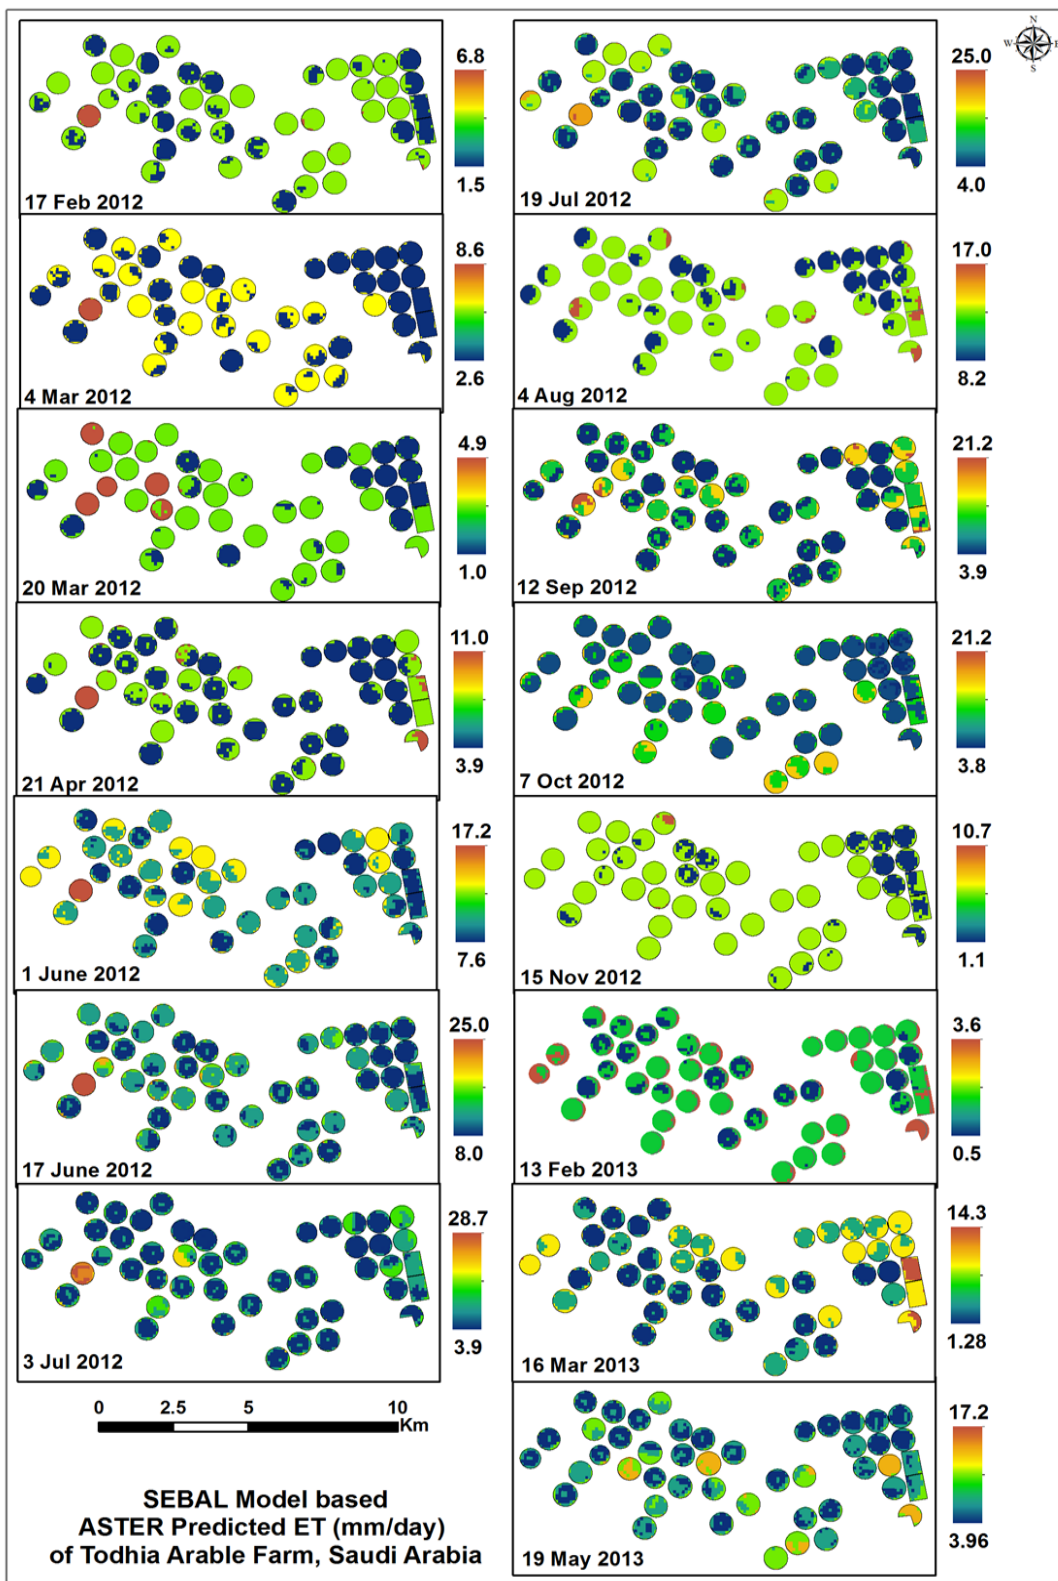 N
W
E
S
6.8
17 Feb 2012
1.5
25.0
19 Jul 2012
4.0
8.6
4 Mar 2012
2.6
17.0
4 Aug 2012
8.2
4.9
20 Mar 2012
1.0
21.2
12 Sep 2012
3.9
11.0
21 Apr 2012
3.9
21.2
7 Oct 2012
3.8
17.2
1 June 2012
7.6
10.7
15 Nov 2012
1.1
25.0
17 June 2012
8.0
3.6
13 Feb 2013
0.5
28.7
3 Jul 2012
3.9
14.3
16 Mar 2013
1.28
0 2.5 5 10
Km
17.2
19 May 2013
3.96
SEBAL Model based
ASTER Predicted ET (mm/day)
of Todhia Arable Farm, Saudi Arabia